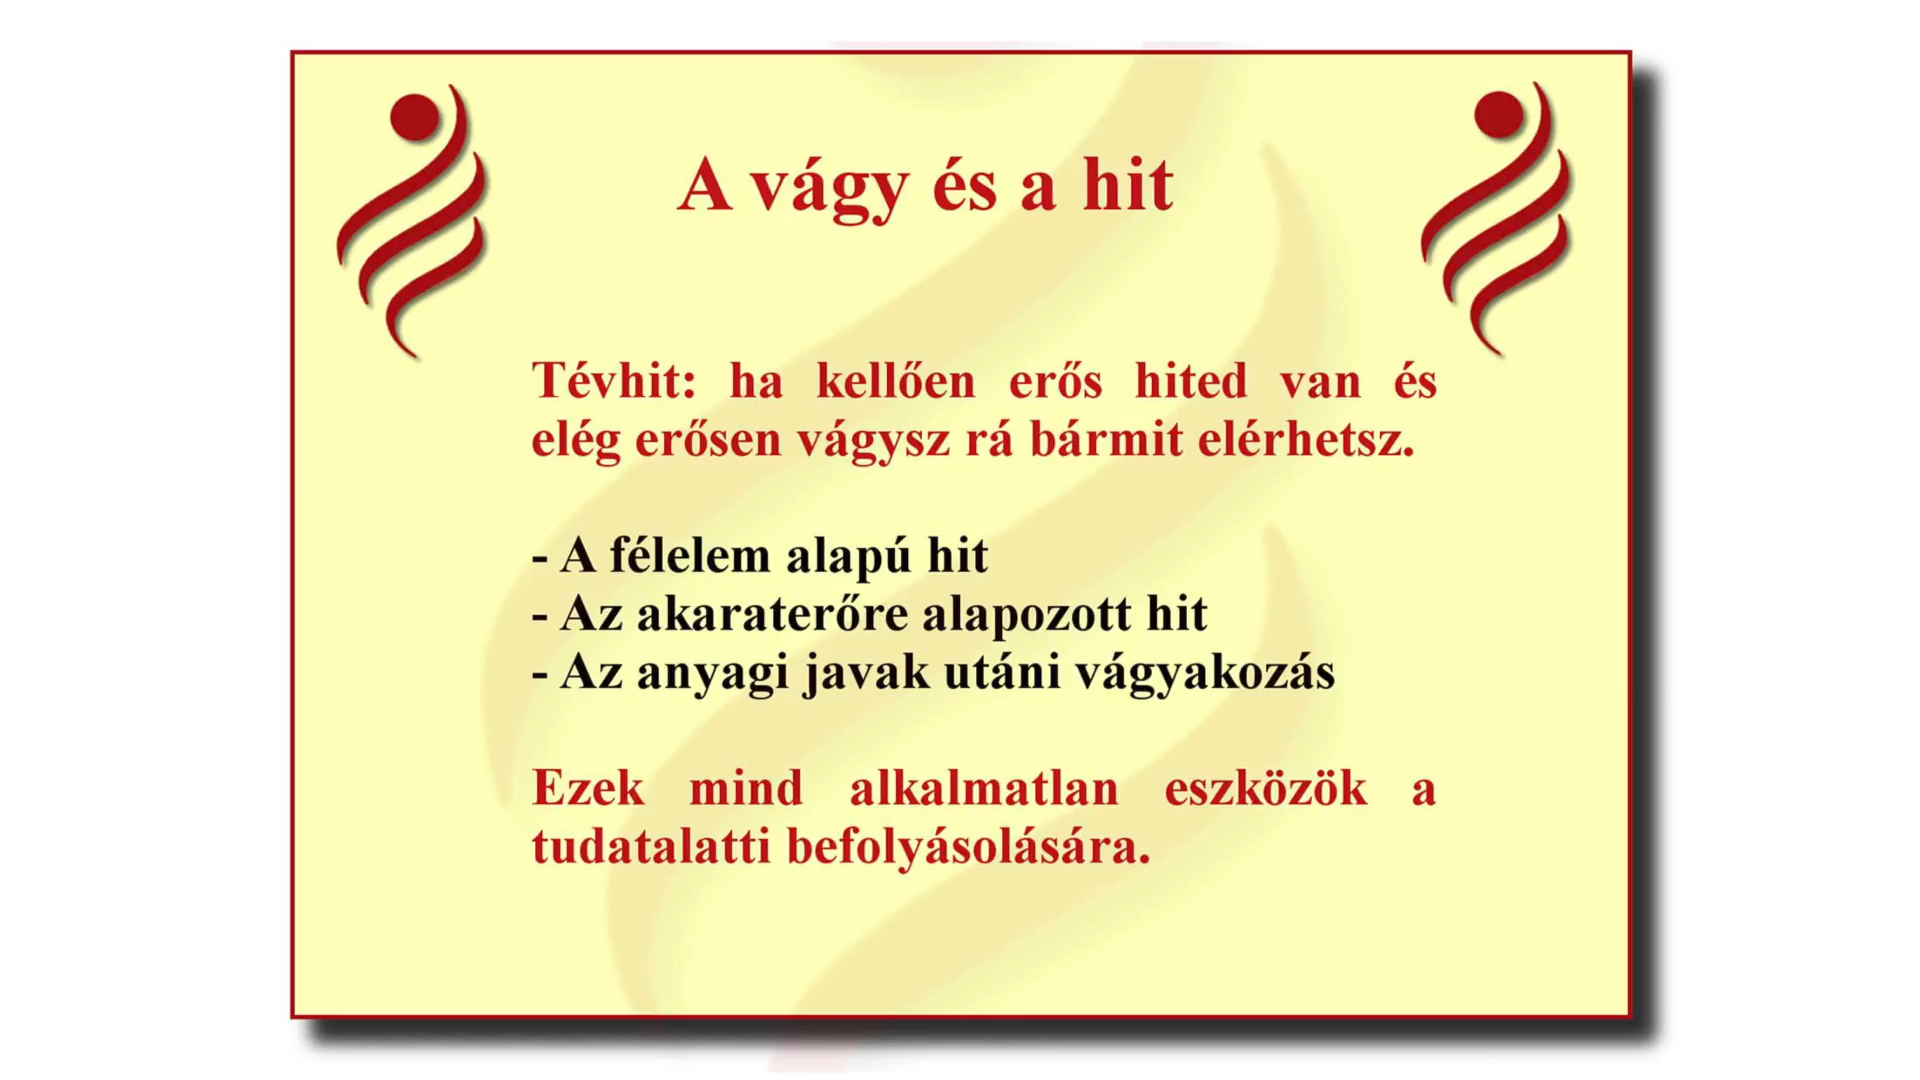 A vágy és a hit
Tévhit: ha kellően erős hited van és
elég erősen vágysz rá bármit elérhetsz.
- A félelem alapú hit
- Az akaraterőre alapozott hit
- Az anyagi javak utáni vágyakozás
Ezek mind alkalmatlan eszközök a
tudatalatti befolyásolására.